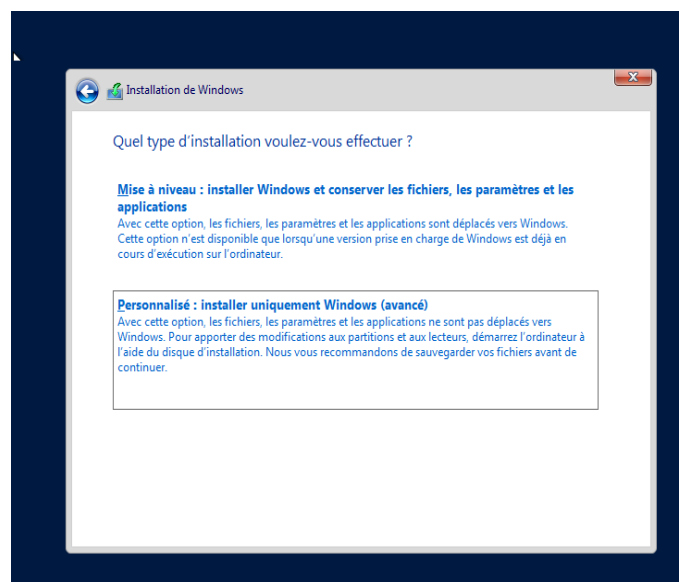 Installation de Windows
Quel type d'installation voulez-vous effectuer ?
Mise à niveau : installer Windows et conserver les fichiers, les paramètres et les
applications
Avec cette option, les fichiers, les paramètres et les applications sont déplacés vers Windows.
Cette option n'est disponible que lorsqu'une version prise en charge de Windows est déjà en
cours d'exécution sur l'ordinateur.
Personnalisé : installer uniquement Windows (avancé)
Avec cette option, les fichiers, les paramètres et les applications ne sont pas déplacés vers
Windows. Pour apporter des modifications aux partitions et aux lecteurs, démarrez l'ordinateur à
l'aide du disque d'installation. Nous vous recommandons de sauvegarder vos fichiers avant de
continuer.